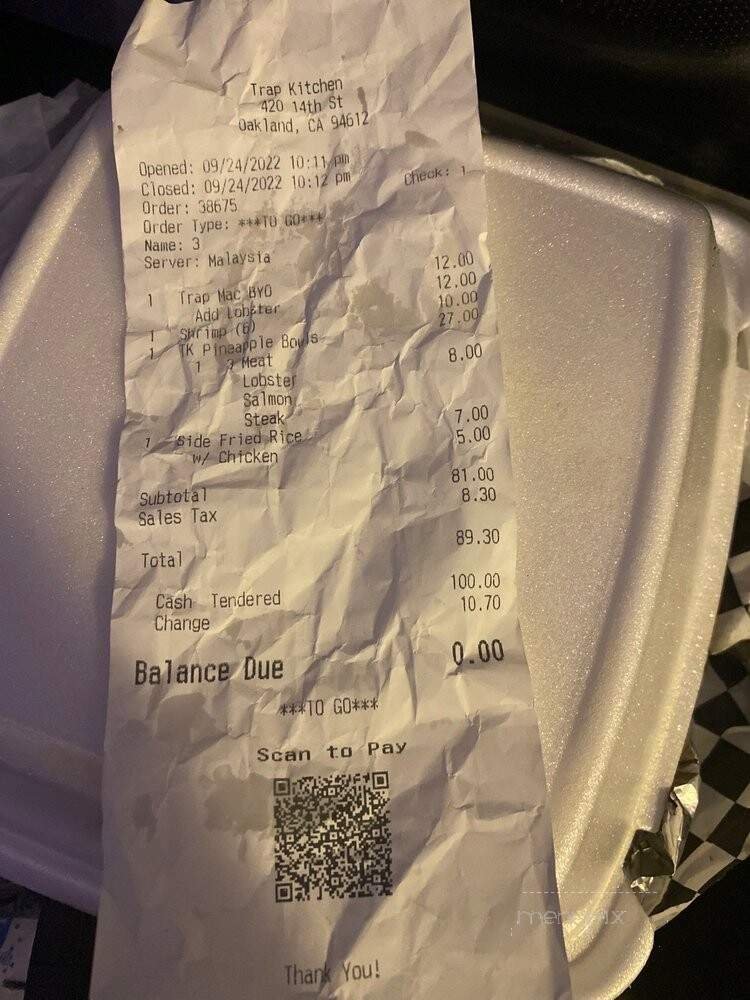 Trap Kitchen
420 14th St
Oakland, CA 94612
Opened: 09/24/2022 10:11 pm
Closed: 09/24/2022 10:12 pm
Order: 38675 Check: 1
Order Type: ***TO GO***
Name: 3
Server: Malaysia
1 Trap Mac BYO 12.00
Add Lobster 12.00
1 Shrimp (6) 10.00
1 TK Pineapple Bowls 27.00
1 3 Meat 8.00
Lobster
Salmon
Steak
1 Side Fried Rice 7.00
w/ Chicken 5.00
Subtotal 81.00
Sales Tax 8.30
Total 89.30
Cash Tendered 100.00
Change 10.70
Balance Due 0.00
***TO GO***
Scan to Pay
Thank You!